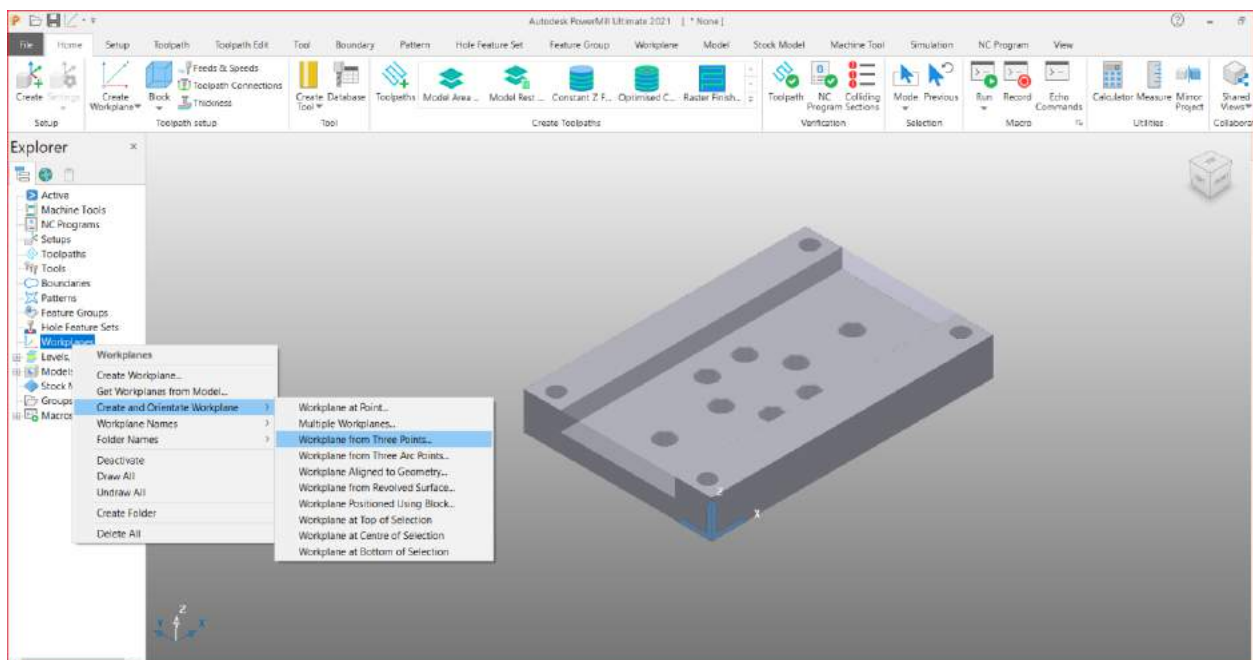 Autodesk PowerMill Ultimate 2021 [ * None ]
File Home Setup Toolpath Toolpath Edit Tool Boundary Pattern Hole Feature Set Feature Group Workplane Model Stock Model Machine Tool Simulation NC Program View
Feeds & Speeds
Toolpath Connections
Thickness
Create Settings Create Workplane Block Create Tool Database Toolpaths Model Area ... Model Rest ... Constant Z F... Optimised C... Raster Finish... Toolpath NC Program Colliding Sections Mode Previous Run Record Echo Commands Calculator Measure Mirror Project Shared Views
Setup Toolpath setup Tool Create Toolpaths Verification Selection Macro Utilities Collabora
Explorer
Active
Machine Tools
NC Programs
Setups
Toolpaths
Tools
Boundaries
Patterns
Feature Groups
Hole Feature Sets
Workplanes
Levels,
Models
Stock M
Groups
Macros
Workplanes
Create Workplane...
Get Workplanes from Model...
Create and Orientate Workplane
Workplane Names
Folder Names
Deactivate
Draw All
Undraw All
Create Folder
Delete All
Workplane at Point...
Multiple Workplanes...
Workplane from Three Points...
Workplane from Three Arc Points...
Workplane Aligned to Geometry...
Workplane from Revolved Surface...
Workplane Positioned Using Block...
Workplane at Top of Selection
Workplane at Centre of Selection
Workplane at Bottom of Selection
Z
X
Z
Y X